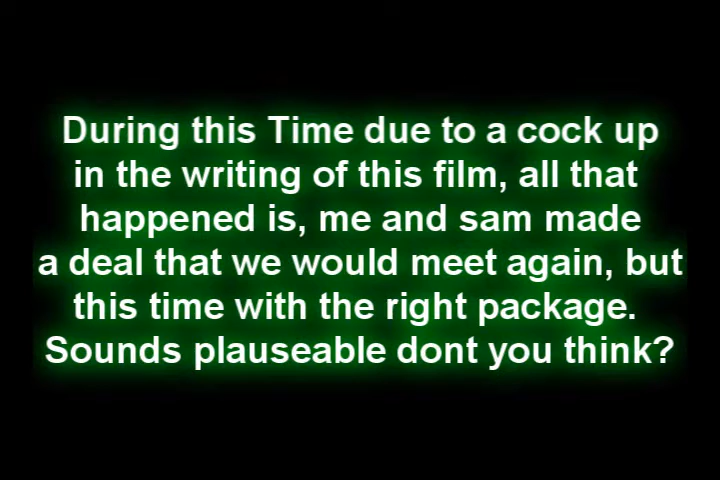 During this Time due to a cock up
in the writing of this film, all that
happened is, me and sam made
a deal that we would meet again, but
this time with the right package.
Sounds plauseable dont you think?